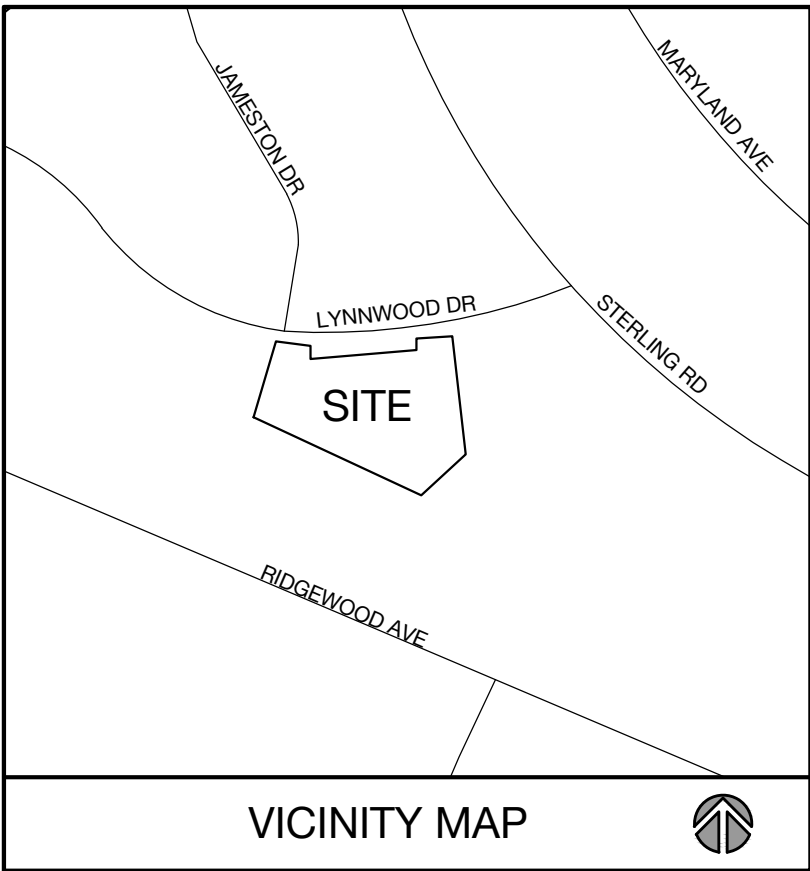 JAMESTON DR
MARYLAND AVE
LYNNWOOD DR
STERLING RD
SITE
RIDGEWOOD AVE
VICINITY MAP